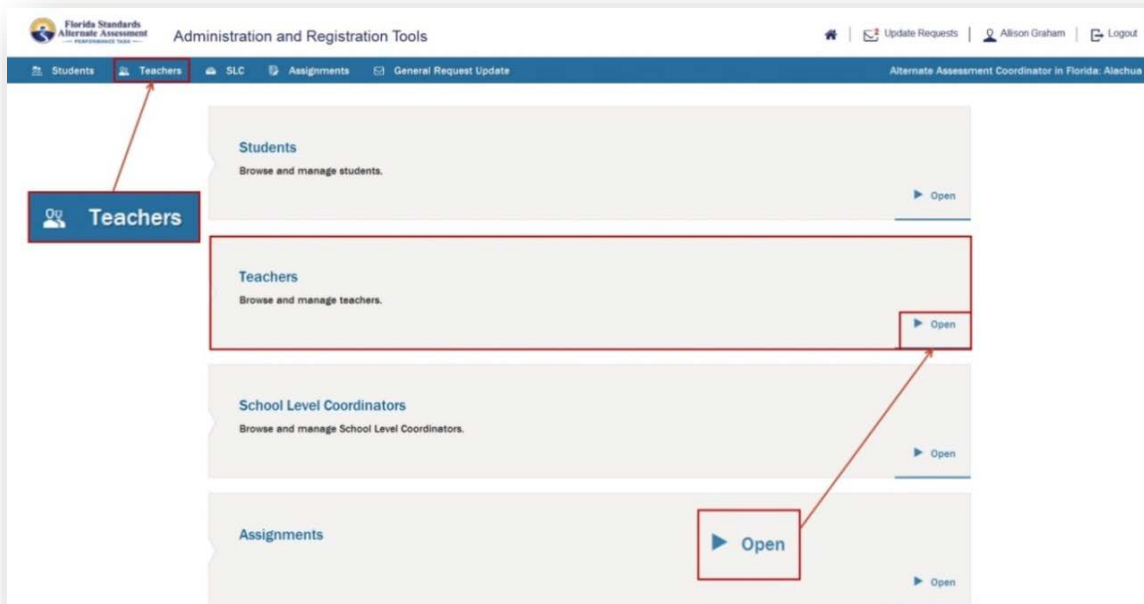 Florida Standards
Alternate Assessment
PERFORMANCE TASK
Administration and Registration Tools
Update Requests
Allison Graham
Logout
Students
Teachers
SLC
Assignments
General Request Update
Alternate Assessment Coordinator in Florida: Alachua
Students
Browse and manage students.
Open
Teachers
Teachers
Browse and manage teachers.
Open
School Level Coordinators
Browse and manage School Level Coordinators.
Open
Assignments
Open
Open